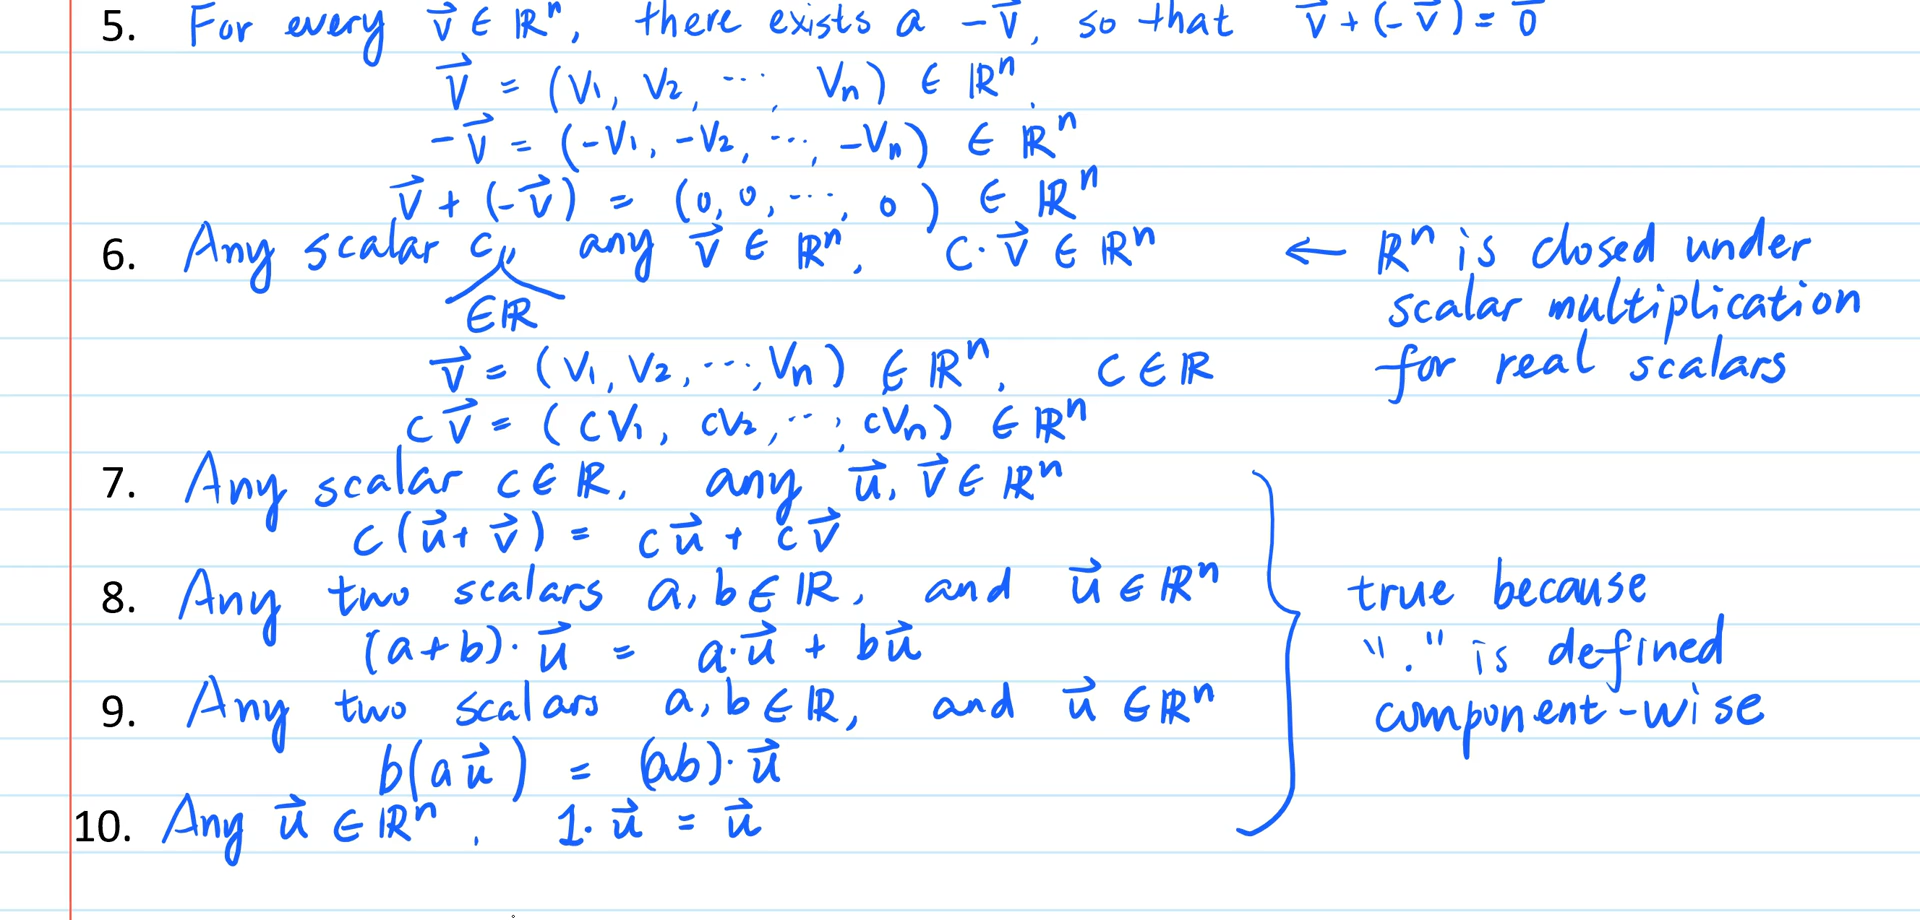 5. For every v⃗ ∈ ℝⁿ, there exists a -v⃗, so that v⃗ + (-v⃗) = 0⃗
v⃗ = (v₁, v₂, ..., vₙ) ∈ ℝⁿ.
-v⃗ = (-v₁, -v₂, ..., -vₙ) ∈ ℝⁿ
v⃗ + (-v⃗) = (0, 0, ..., 0) ∈ ℝⁿ
6. Any scalar c, any v⃗ ∈ ℝⁿ, c·v⃗ ∈ ℝⁿ ← ℝⁿ is closed under
∈ℝ scalar multiplication
v⃗ = (v₁, v₂, ..., vₙ) ∈ ℝⁿ, c ∈ ℝ for real scalars
cv⃗ = (cv₁, cv₂, ..., cvₙ) ∈ ℝⁿ
7. Any scalar c ∈ ℝ, any u⃗, v⃗ ∈ ℝⁿ
c(u⃗ + v⃗) = cu⃗ + cv⃗
8. Any two scalars a, b ∈ ℝ, and u⃗ ∈ ℝⁿ
(a+b)·u⃗ = a·u⃗ + bu⃗
9. Any two scalars a, b ∈ ℝ, and u⃗ ∈ ℝⁿ
b(au⃗) = (ab)·u⃗
10. Any u⃗ ∈ ℝⁿ, 1·u⃗ = u⃗
true because
"·" is defined
component-wise